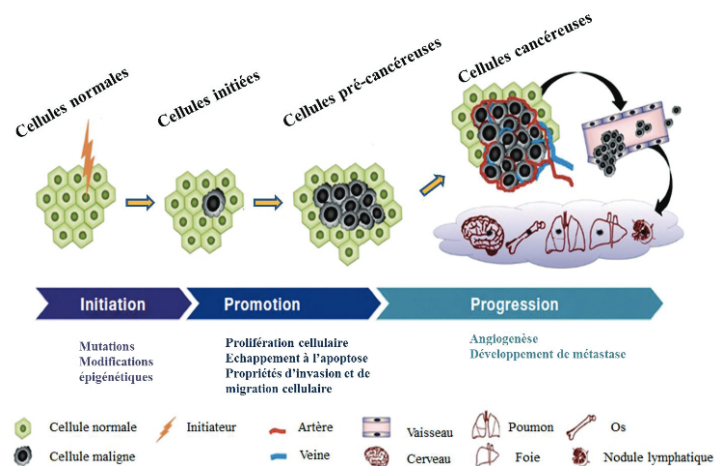 Cellules normales
Cellules initiées
Cellules pré-cancéreuses
Cellules cancéreuses
Initiation
Promotion
Progression
Mutations
Modifications
épigénétiques
Prolifération cellulaire
Echappement à l'apoptose
Propriétés d'invasion et de
migration cellulaire
Angiogenèse
Développement de métastase
Cellule normale
Initiateur
Artère
Vaisseau
Poumon
Os
Cellule maligne
Veine
Cerveau
Foie
Nodule lymphatique